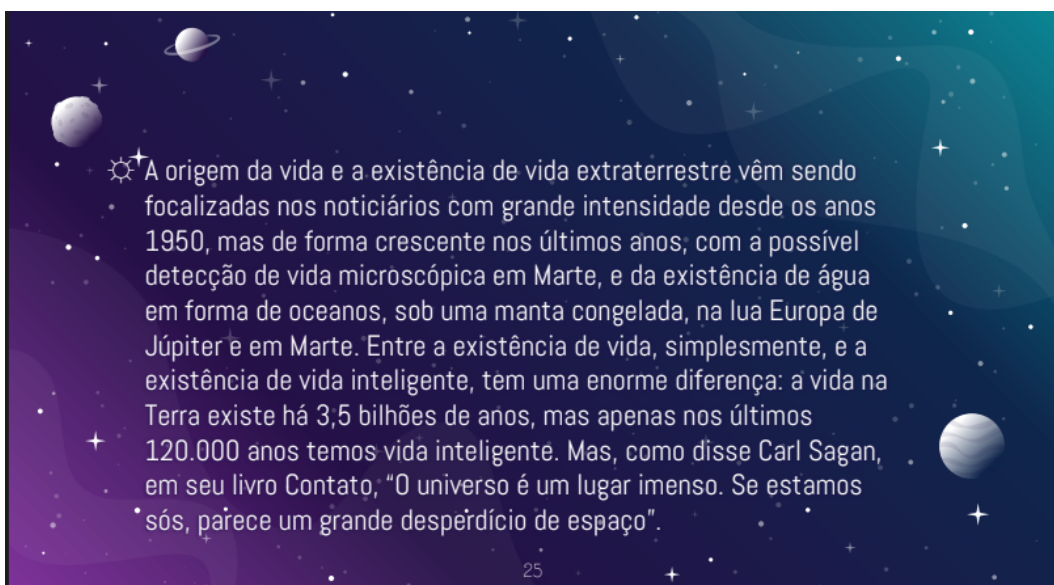 A origem da vida e a existência de vida extraterrestre vêm sendo
focalizadas nos noticiários com grande intensidade desde os anos
1950, mas de forma crescente nos últimos anos, com a possível
detecção de vida microscópica em Marte, e da existência de água
em forma de oceanos, sob uma manta congelada, na lua Europa de
Júpiter e em Marte. Entre a existência de vida, simplesmente, e a
existência de vida inteligente, tem uma enorme diferença: a vida na
Terra existe há 3,5 bilhões de anos, mas apenas nos últimos
120.000 anos temos vida inteligente. Mas, como disse Carl Sagan,
em seu livro Contato, “O universo é um lugar imenso. Se estamos
sós, parece um grande desperdício de espaço”.
25